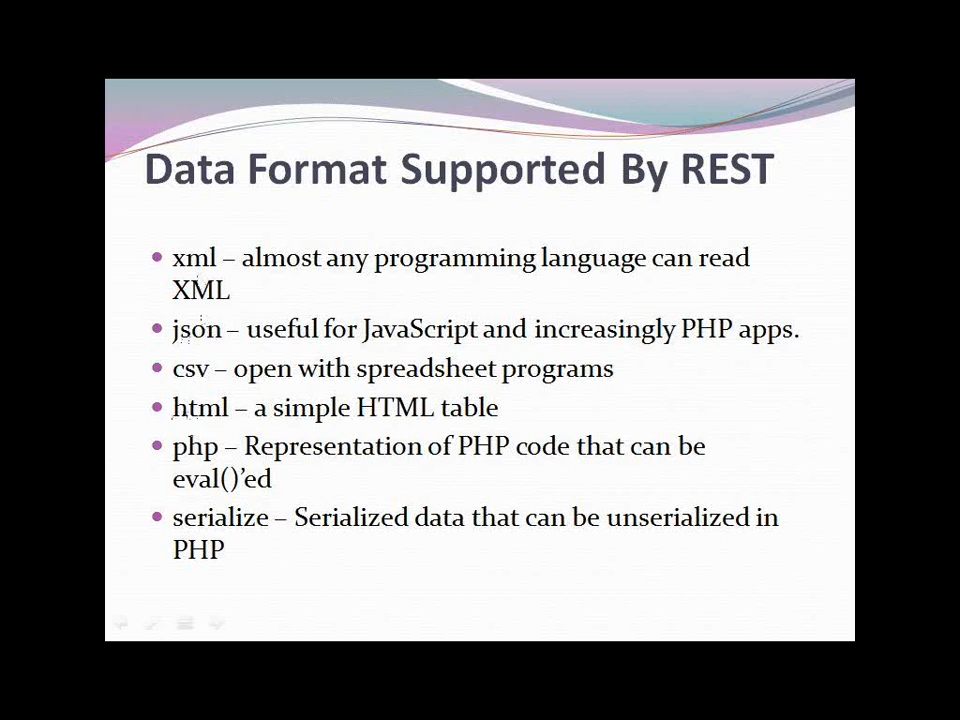 Data Format Supported By REST
xml – almost any programming language can read
XML
json – useful for JavaScript and increasingly PHP apps.
csv – open with spreadsheet programs
html – a simple HTML table
php – Representation of PHP code that can be
eval()’ed
serialize – Serialized data that can be unserialized in
PHP